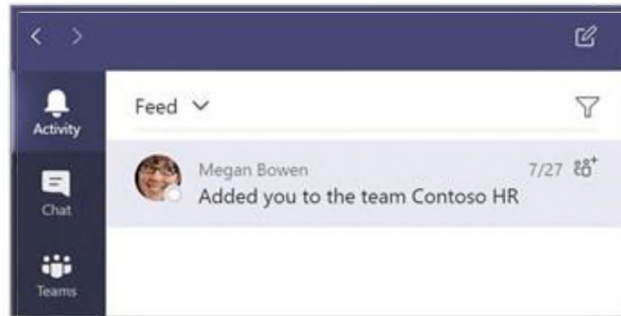 Feed
Activity
Megan Bowen 7/27
Added you to the team Contoso HR
Chat
Teams